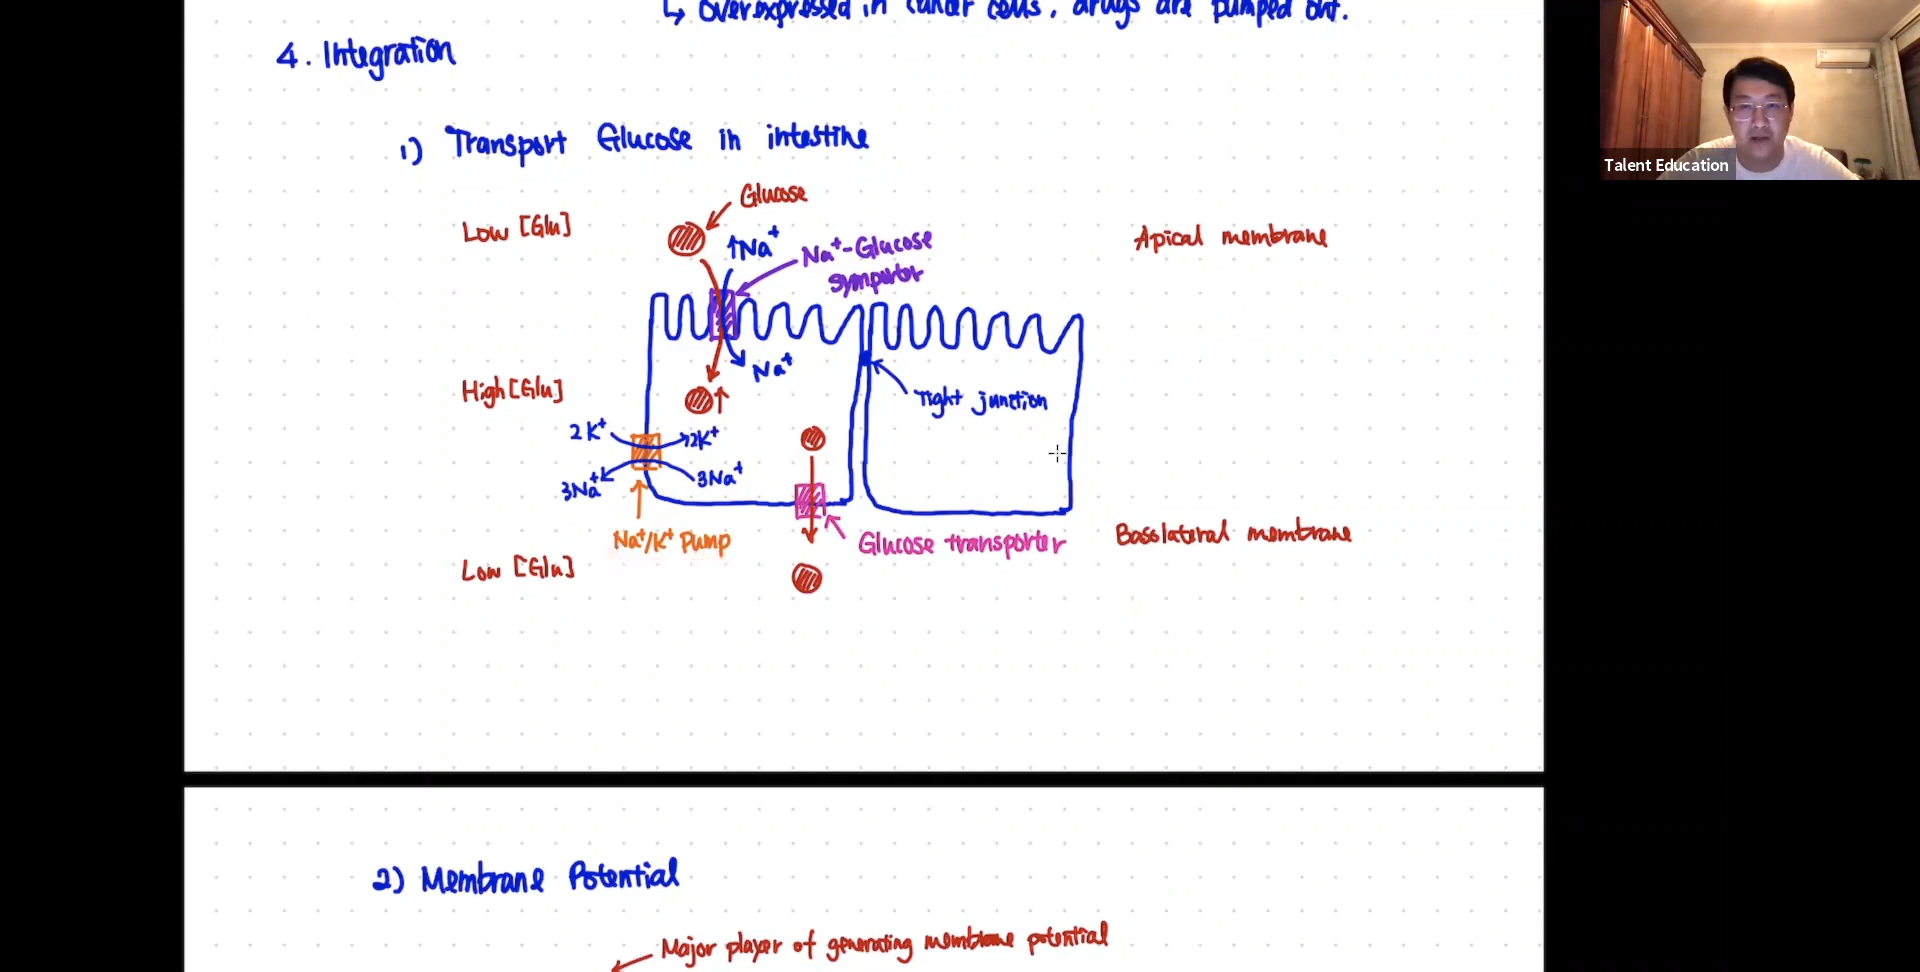 ↳ Overexpressed in cancer cells, drugs are pumped out.
4. Integration
1) Transport Glucose in intestine
Glucose
Low [Glu]
↑Na⁺
Na⁺-Glucose
symporter
Apical membrane
Na⁺
High [Glu]
Tight junction
2K⁺
2K⁺
3Na⁺
3Na⁺
Na⁺/K⁺ Pump
Glucose transporter
Basolateral membrane
Low [Glu]
2) Membrane Potential
Major player of generating membrane potential
Talent Education